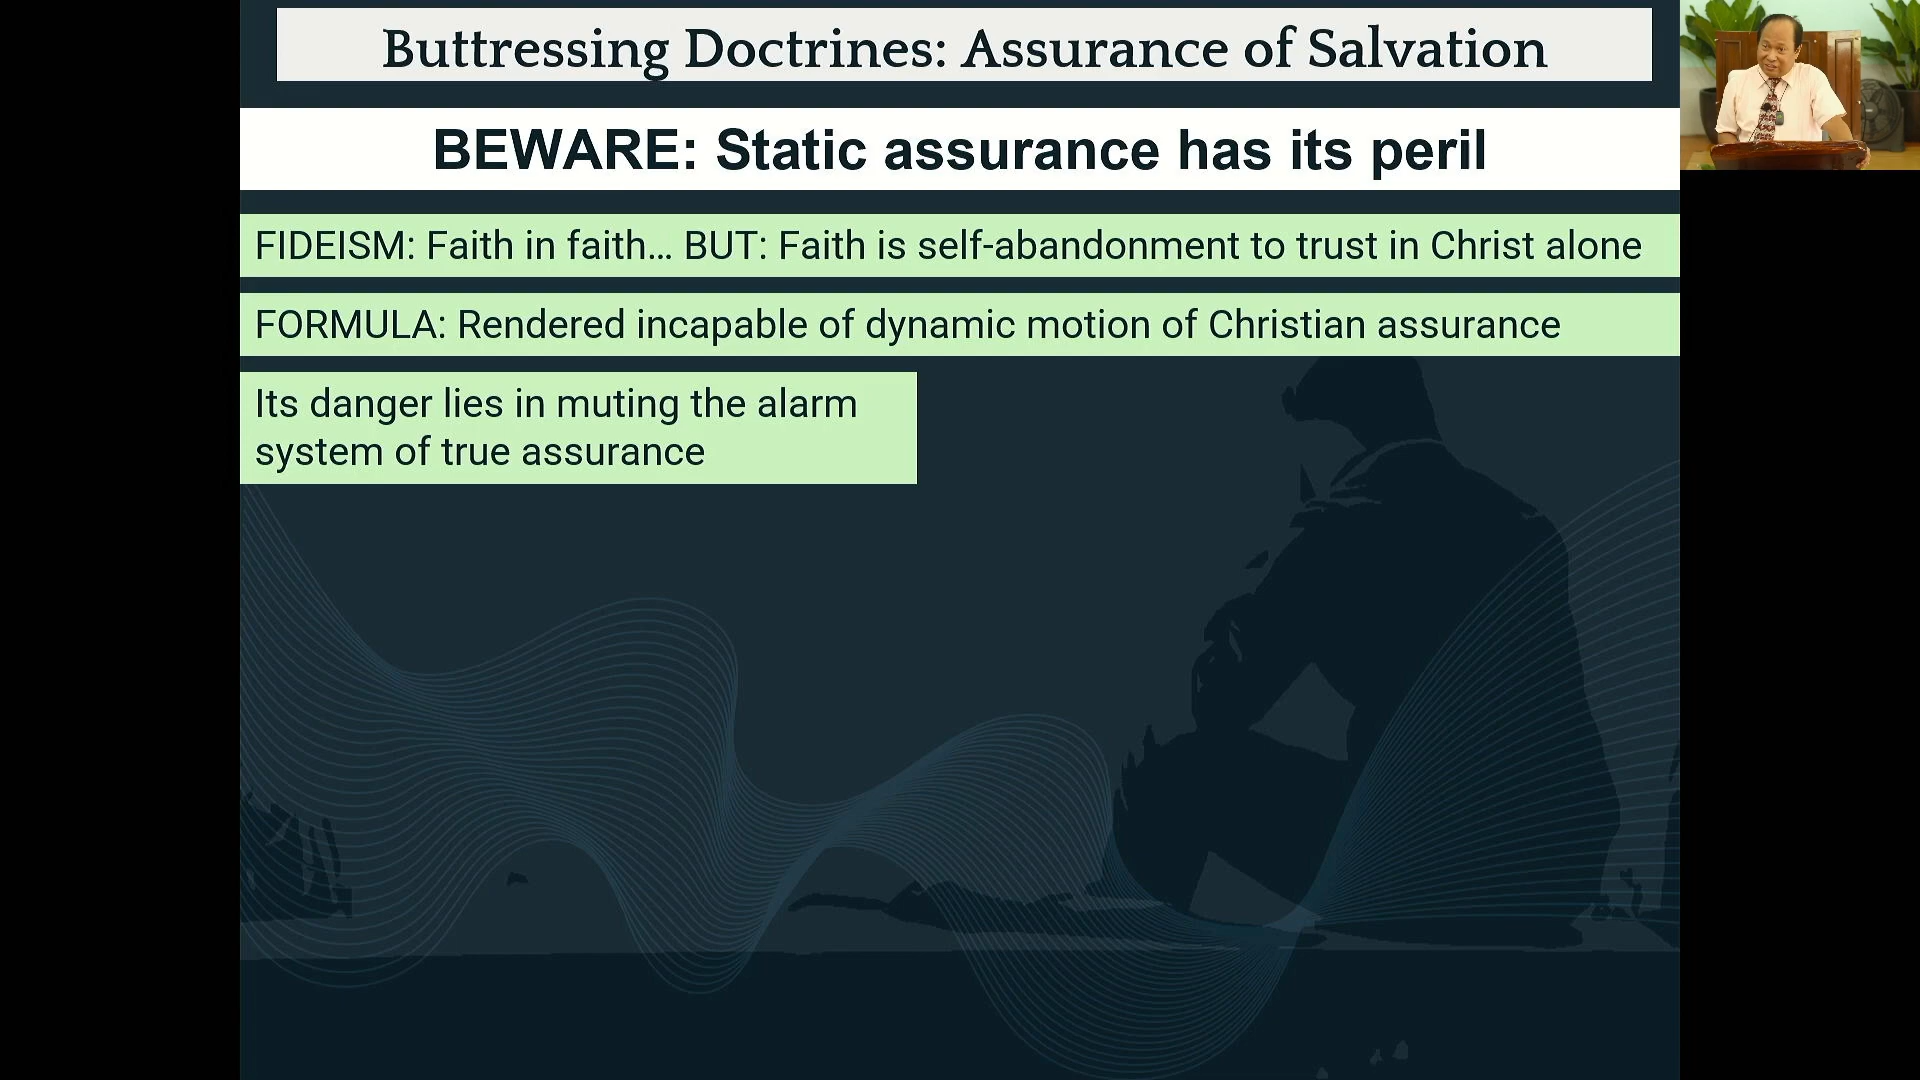 Buttressing Doctrines: Assurance of Salvation
BEWARE: Static assurance has its peril
FIDEISM: Faith in faith... BUT: Faith is self-abandonment to trust in Christ alone
FORMULA: Rendered incapable of dynamic motion of Christian assurance
Its danger lies in muting the alarm
system of true assurance